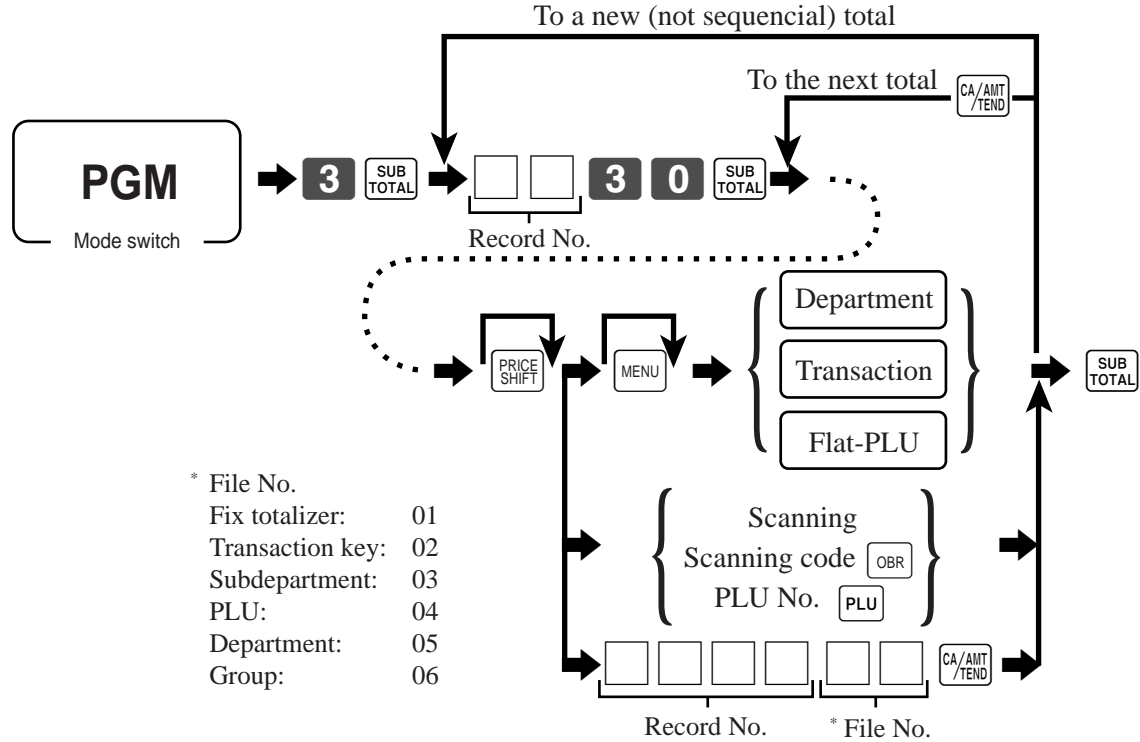 To a new (not sequencial) total
To the next total
CA/AMT
/TEND
PGM
Mode switch
3
SUB
TOTAL
3 0
SUB
TOTAL
Record No.
PRICE
SHIFT
MENU
Department
Transaction
Flat-PLU
SUB
TOTAL
* File No.
Fix totalizer: 01
Transaction key: 02
Subdepartment: 03
PLU: 04
Department: 05
Group: 06
Scanning
Scanning code OBR
PLU No. PLU
CA/AMT
/TEND
Record No.
* File No.